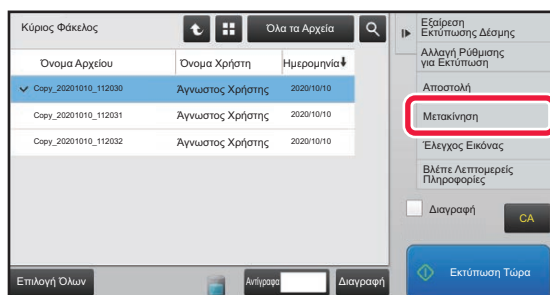 Κύριος Φάκελος
Όλα τα Αρχεία
Όνομα Αρχείου
Όνομα Χρήστη
Ημερομηνία
Copy_20201010_112030
Άγνωστος Χρήστης
2020/10/10
Copy_20201010_112031
Άγνωστος Χρήστης
2020/10/10
Copy_20201010_112032
Άγνωστος Χρήστης
2020/10/10
Επιλογή Όλων
Αντίγραφα
Διαγραφή
Εξαίρεση
Εκτύπωσης Δέσμης
Αλλαγή Ρύθμισης
για Εκτύπωση
Αποστολή
Μετακίνηση
Έλεγχος Εικόνας
Βλέπε Λεπτομερείς
Πληροφορίες
Διαγραφή
CA
Εκτύπωση Τώρα